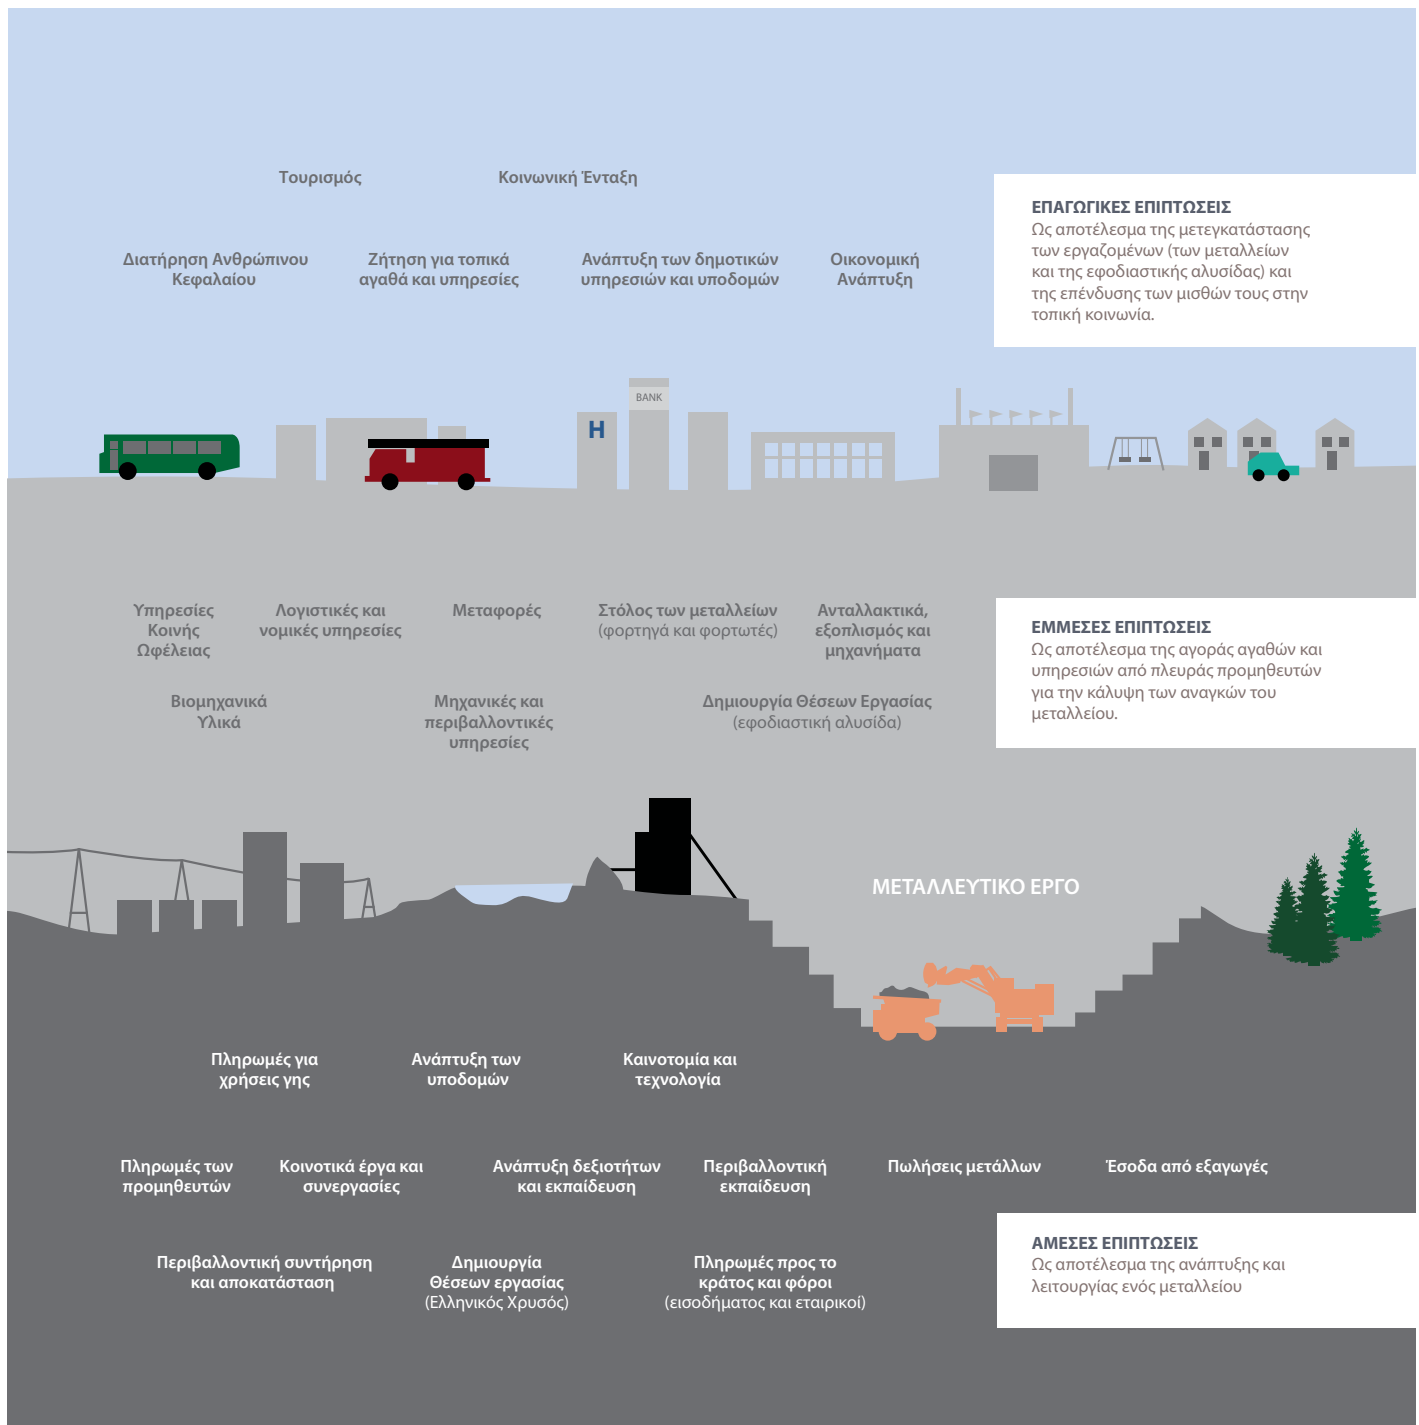 Τουρισμός
Κοινωνική Ένταξη
Διατήρηση Ανθρώπινου
Κεφαλαίου
Ζήτηση για τοπικά
αγαθά και υπηρεσίες
Ανάπτυξη των δημοτικών
υπηρεσιών και υποδομών
Οικονομική
Ανάπτυξη
ΕΠΑΓΩΓΙΚΕΣ ΕΠΙΠΤΩΣΕΙΣ
Ως αποτέλεσμα της μετεγκατάστασης
των εργαζομένων (των μεταλλείων
και της εφοδιαστικής αλυσίδας) και
της επένδυσης των μισθών τους στην
τοπική κοινωνία.
BANK
H
Υπηρεσίες
Κοινής
Ωφέλειας
Λογιστικές και
νομικές υπηρεσίες
Μεταφορές
Στόλος των μεταλλείων
(φορτηγά και φορτωτές)
Ανταλλακτικά,
εξοπλισμός και
μηχανήματα
Βιομηχανικά
Υλικά
Μηχανικές και
περιβαλλοντικές
υπηρεσίες
Δημιουργία Θέσεων Εργασίας
(εφοδιαστική αλυσίδα)
ΕΜΜΕΣΕΣ ΕΠΙΠΤΩΣΕΙΣ
Ως αποτέλεσμα της αγοράς αγαθών και
υπηρεσιών από πλευράς προμηθευτών
για την κάλυψη των αναγκών του
μεταλλείου.
ΜΕΤΑΛΛΕΥΤΙΚΟ ΕΡΓΟ
Πληρωμές για
χρήσεις γης
Ανάπτυξη των
υποδομών
Καινοτομία και
τεχνολογία
Πληρωμές των
προμηθευτών
Κοινοτικά έργα και
συνεργασίες
Ανάπτυξη δεξιοτήτων
και εκπαίδευση
Περιβαλλοντική
εκπαίδευση
Πωλήσεις μετάλλων
Έσοδα από εξαγωγές
Περιβαλλοντική συντήρηση
και αποκατάσταση
Δημιουργία
Θέσεων εργασίας
(Ελληνικός Χρυσός)
Πληρωμές προς το
κράτος και φόροι
(εισοδήματος και εταιρικοί)
ΑΜΕΣΕΣ ΕΠΙΠΤΩΣΕΙΣ
Ως αποτέλεσμα της ανάπτυξης και
λειτουργίας ενός μεταλλείου